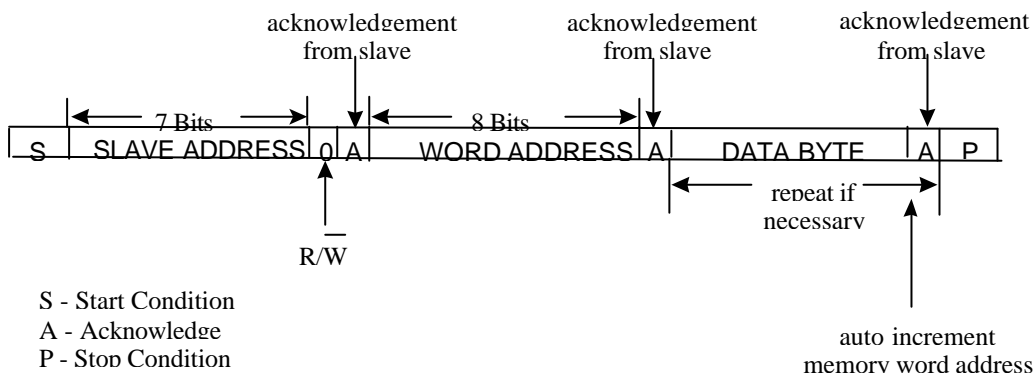 acknowledgement
from slave
acknowledgement
from slave
acknowledgement
from slave
7 Bits
8 Bits
S SLAVE ADDRESS 0 A WORD ADDRESS A DATA BYTE A P
repeat if
necessary
R/W̅
S - Start Condition
A - Acknowledge
P - Stop Condition
auto increment
memory word address